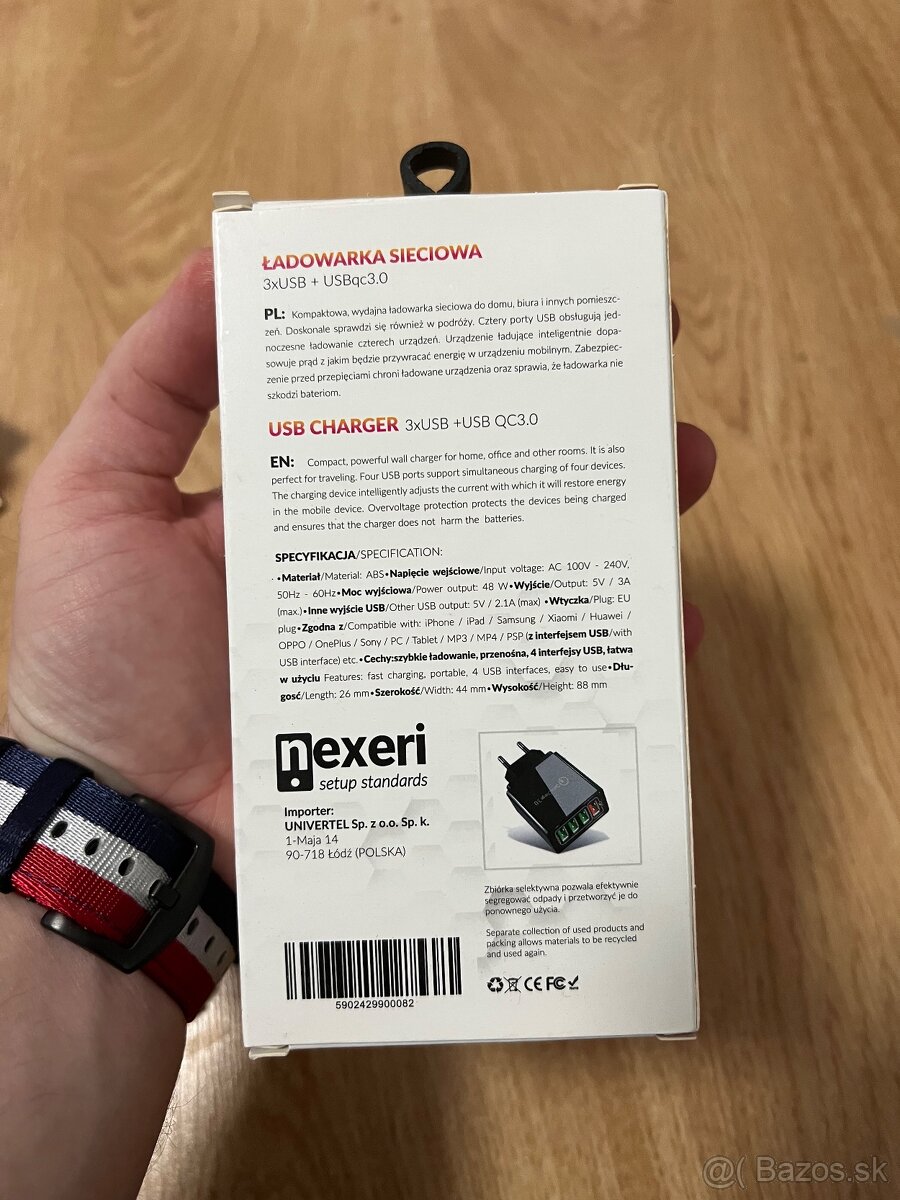 ŁADOWARKA SIECIOWA
3xUSB + USBqc3.0
PL: Kompaktowa, wydajna ładowarka sieciowa do domu, biura i innych pomieszc-
zeń. Doskonale sprawdzi się również w podróży. Cztery porty USB obsługują jed-
noczesne ładowanie czterech urządzeń. Urządzenie ładujące inteligentnie dopa-
sowuje prąd z jakim będzie przywracać energię w urządzeniu mobilnym. Zabezpiec-
zenie przed przepięciami chroni ładowane urządzenia oraz sprawia, że ładowarka nie
szkodzi bateriom.
USB CHARGER 3xUSB +USB QC3.0
EN: Compact, powerful wall charger for home, office and other rooms. It is also
perfect for traveling. Four USB ports support simultaneous charging of four devices.
The charging device intelligently adjusts the current with which it will restore energy
in the mobile device. Overvoltage protection protects the devices being charged
and ensures that the charger does not harm the batteries.
SPECYFIKACJA/SPECIFICATION:
•Materiał/Material: ABS•Napięcie wejściowe/Input voltage: AC 100V - 240V,
50Hz - 60Hz•Moc wyjściowa/Power output: 48 W•Wyjście/Output: 5V / 3A
(max.)•Inne wyjście USB/Other USB output: 5V / 2.1A (max) •Wtyczka/Plug: EU
plug•Zgodna z/Compatible with: iPhone / iPad / Samsung / Xiaomi / Huawei /
OPPO / OnePlus / Sony / PC / Tablet / MP3 / MP4 / PSP (z interfejsem USB/with
USB interface) etc.•Cechy:szybkie ładowanie, przenośna, 4 interfejsy USB, łatwa
w użyciu Features: fast charging, portable, 4 USB interfaces, easy to use•Dłu-
gość/Length: 26 mm•Szerokość/Width: 44 mm•Wysokość/Height: 88 mm
nexeri
setup standards
Importer:
UNIVERTEL Sp. z o.o. Sp. k.
1-Maja 14
90-718 Łódź (POLSKA)
Zbiórka selektywna pozwala efektywnie
segregować odpady i przetworzyć je do
ponownego użycia.
Separate collection of used products and
packing allows materials to be recycled
and used again.
CE FC
5902429900082
@( Bazos.sk